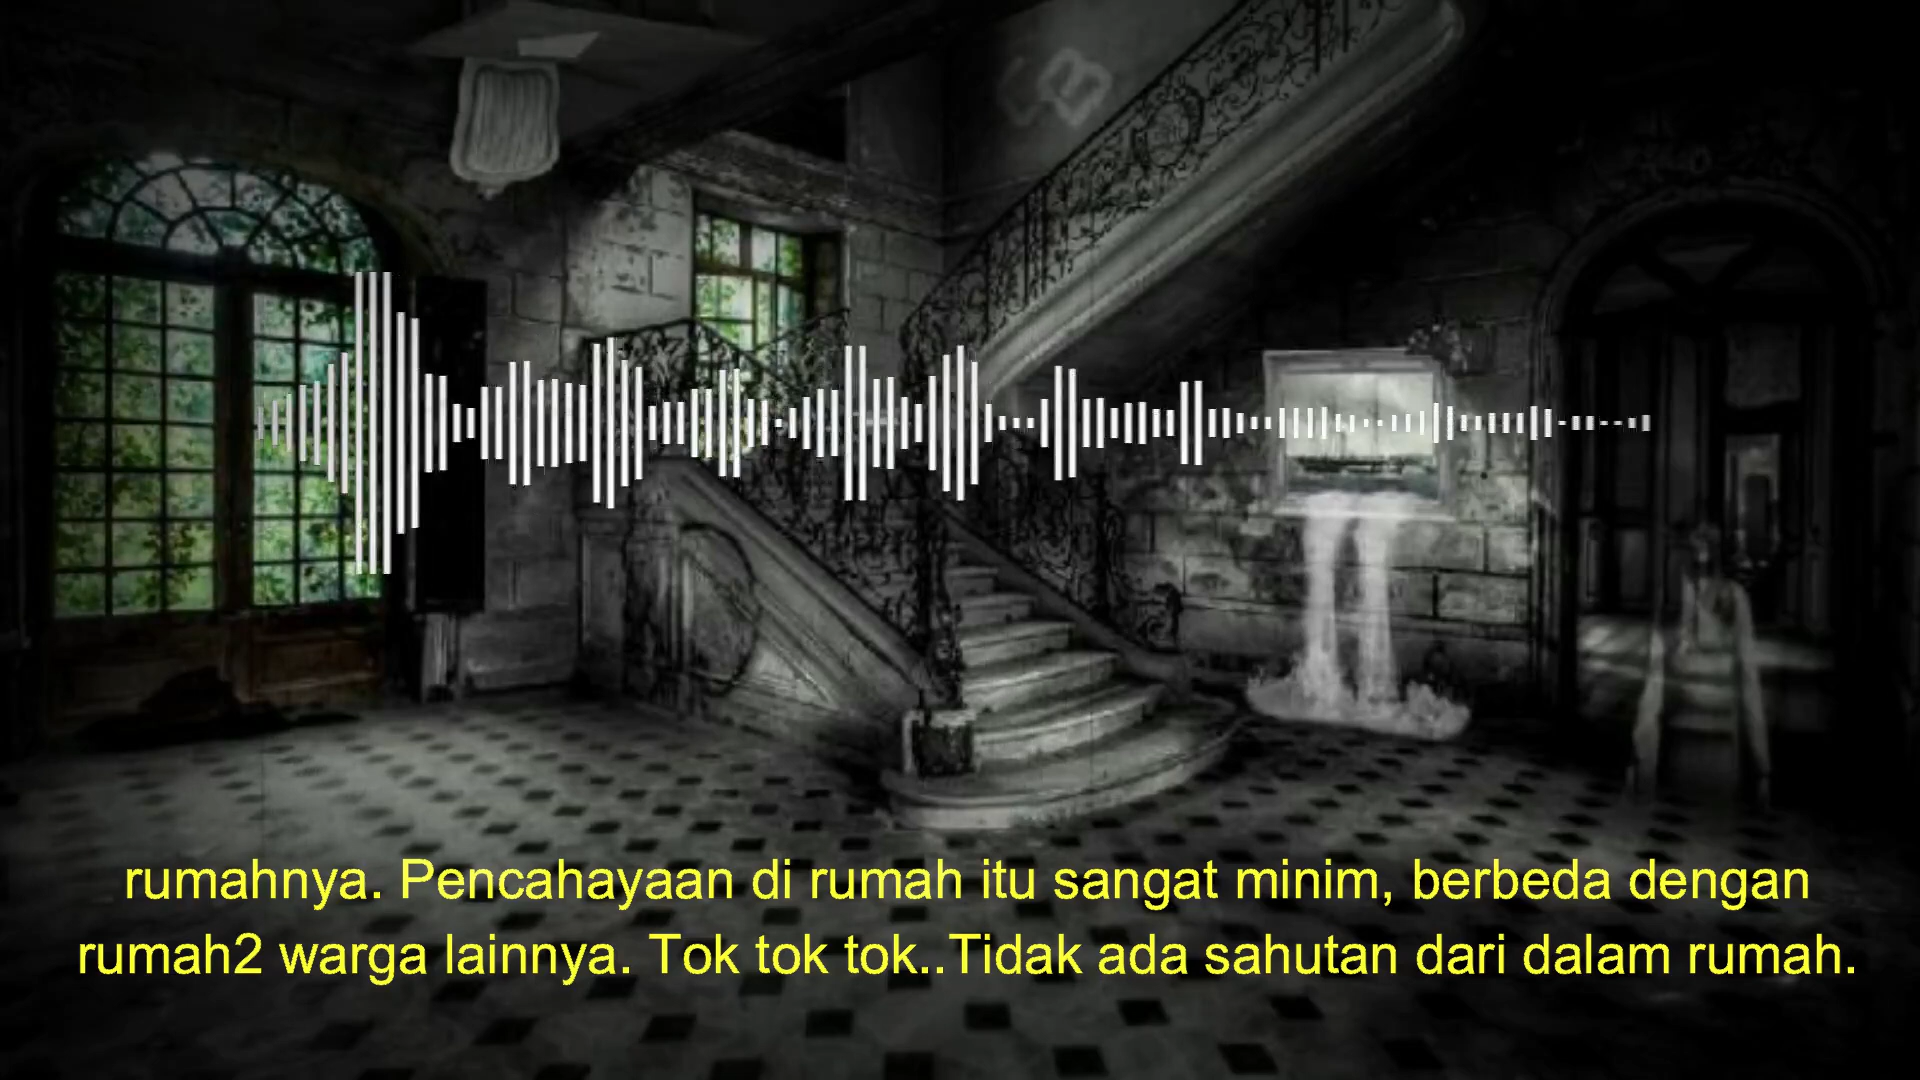 rumahnya. Pencahayaan di rumah itu sangat minim, berbeda dengan
rumah2 warga lainnya. Tok tok tok..Tidak ada sahutan dari dalam rumah.